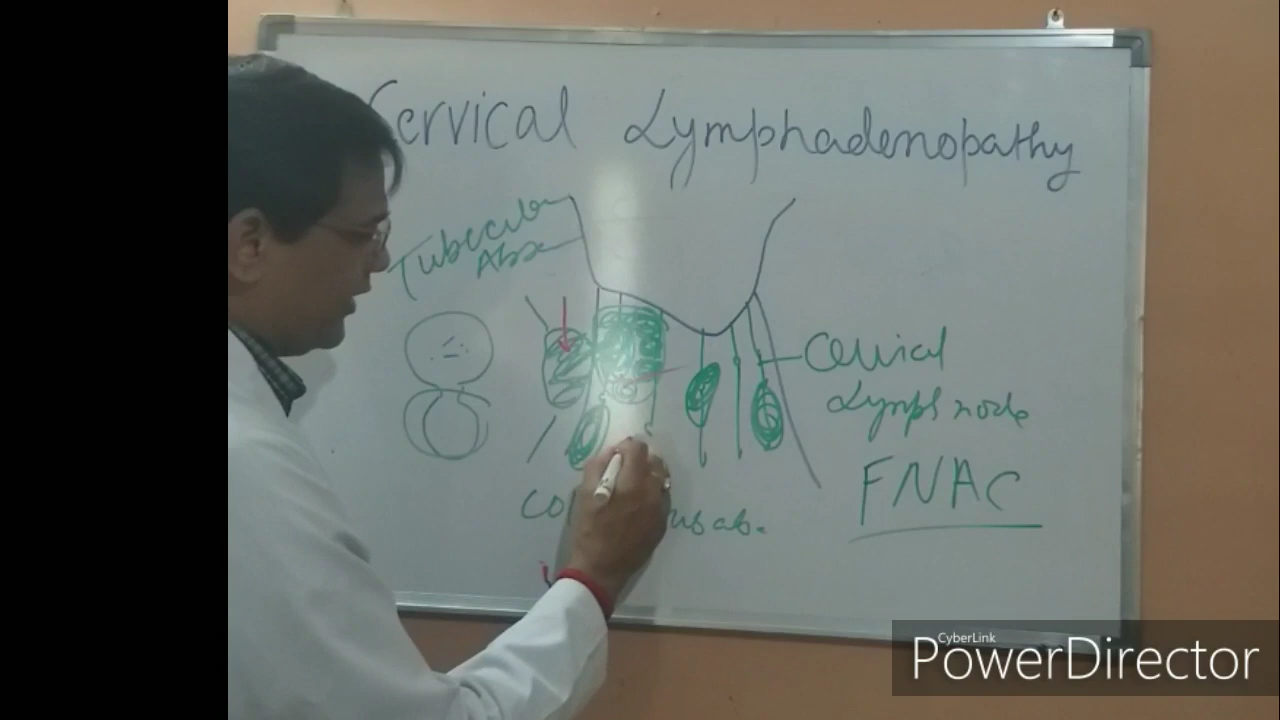 Cervical Lymphadenopathy
Cervical
Lymph node
FNAC
CyberLink
PowerDirector